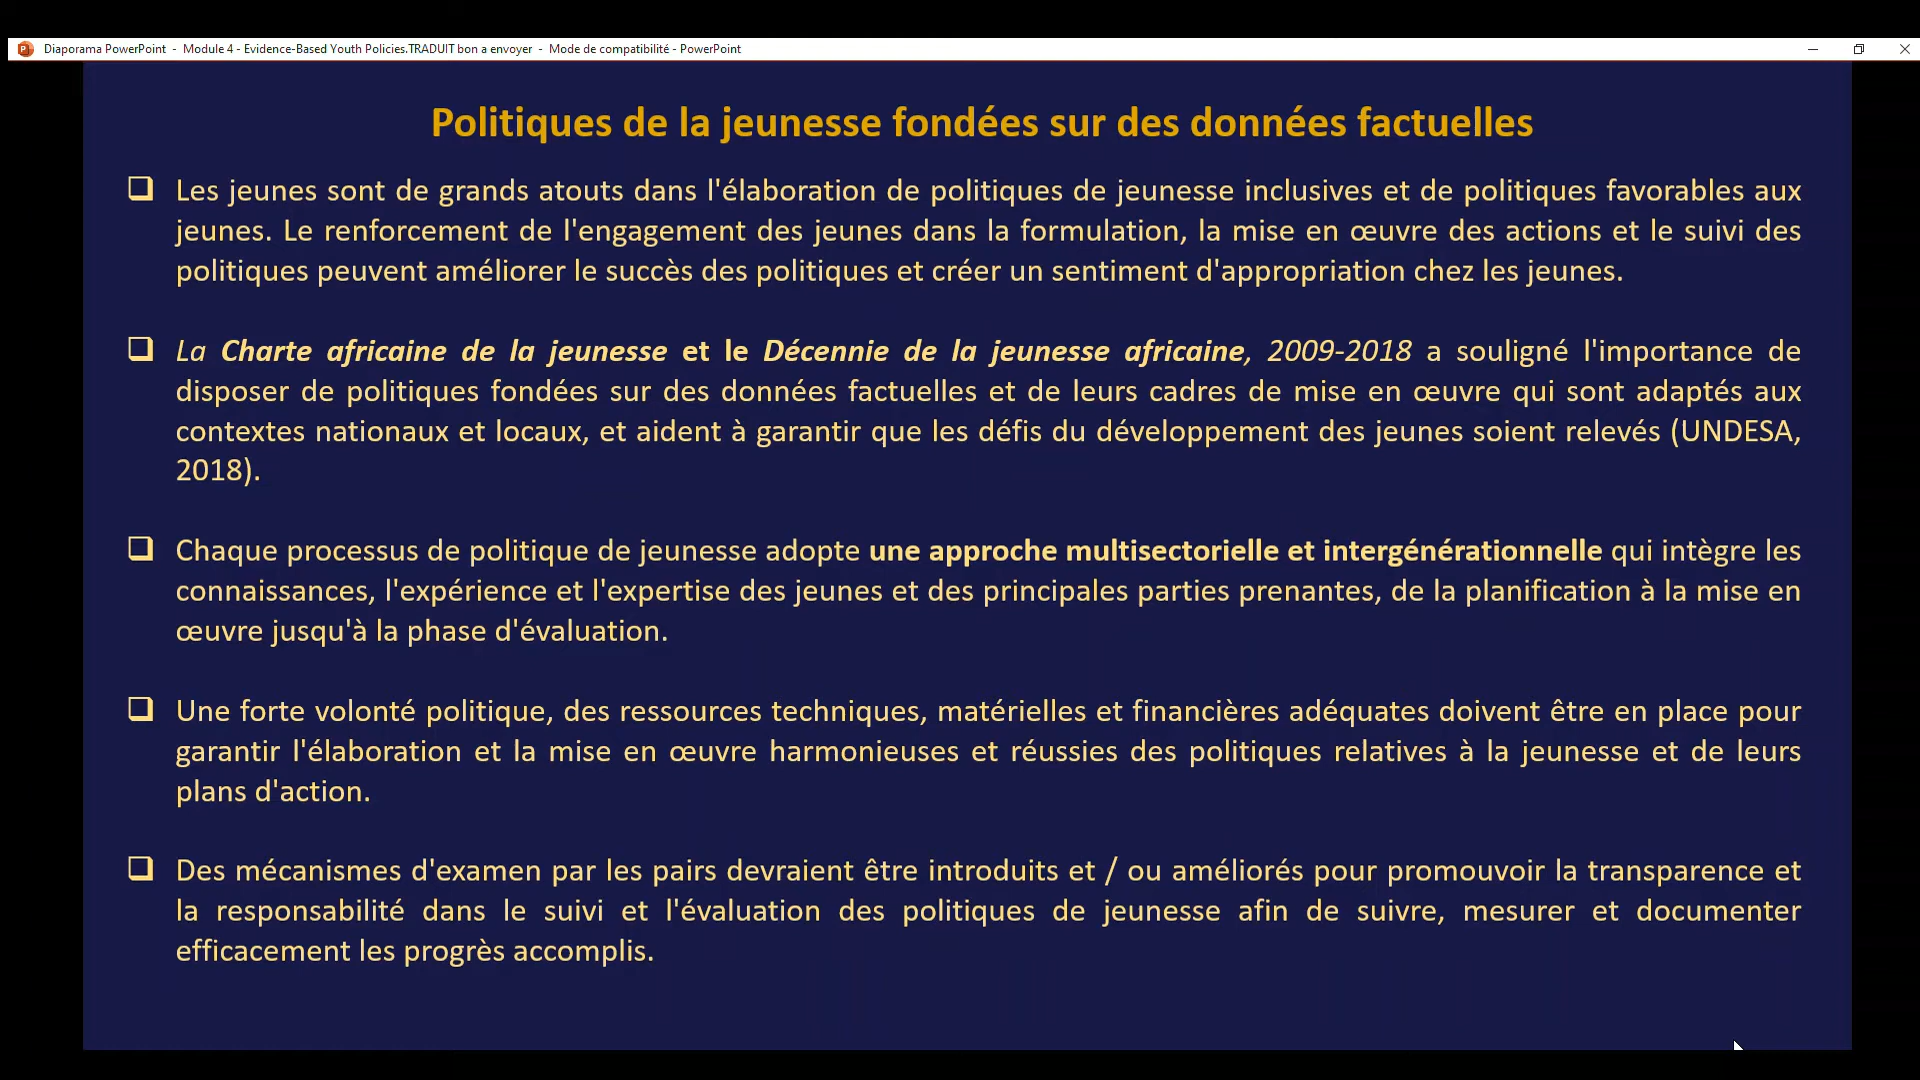 Diaporama PowerPoint - Module 4 - Evidence-Based Youth Policies.TRADUIT bon a envoyer - Mode de compatibilité - PowerPoint
Politiques de la jeunesse fondées sur des données factuelles
❑ Les jeunes sont de grands atouts dans l'élaboration de politiques de jeunesse inclusives et de politiques favorables aux
jeunes. Le renforcement de l'engagement des jeunes dans la formulation, la mise en œuvre des actions et le suivi des
politiques peuvent améliorer le succès des politiques et créer un sentiment d'appropriation chez les jeunes.
❑ La Charte africaine de la jeunesse et le Décennie de la jeunesse africaine, 2009-2018 a souligné l'importance de
disposer de politiques fondées sur des données factuelles et de leurs cadres de mise en œuvre qui sont adaptés aux
contextes nationaux et locaux, et aident à garantir que les défis du développement des jeunes soient relevés (UNDESA,
2018).
❑ Chaque processus de politique de jeunesse adopte une approche multisectorielle et intergénérationnelle qui intègre les
connaissances, l'expérience et l'expertise des jeunes et des principales parties prenantes, de la planification à la mise en
œuvre jusqu'à la phase d'évaluation.
❑ Une forte volonté politique, des ressources techniques, matérielles et financières adéquates doivent être en place pour
garantir l'élaboration et la mise en œuvre harmonieuses et réussies des politiques relatives à la jeunesse et de leurs
plans d'action.
❑ Des mécanismes d'examen par les pairs devraient être introduits et / ou améliorés pour promouvoir la transparence et
la responsabilité dans le suivi et l'évaluation des politiques de jeunesse afin de suivre, mesurer et documenter
efficacement les progrès accomplis.